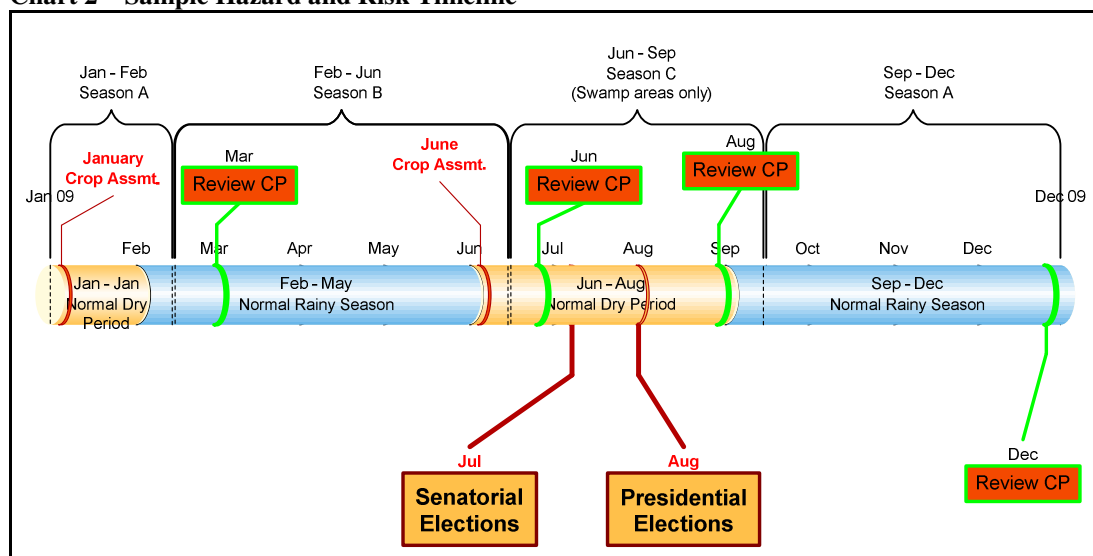 Chart 2 – Sample Hazard and Risk Timeline
Jan - Feb
Season A
Feb - Jun
Season B
Jun - Sep
Season C
(Swamp areas only)
Sep - Dec
Season A
January
Crop Assmt.
Mar
Review CP
June
Crop Assmt.
Jun
Review CP
Aug
Review CP
Jan 09
Dec 09
Feb
Mar
Apr
May
Jun
Jul
Aug
Sep
Oct
Nov
Dec
Jan - Jan
Normal Dry
Period
Feb - May
Normal Rainy Season
Jun - Aug
Normal Dry Period
Sep - Dec
Normal Rainy Season
Jul
Senatorial
Elections
Aug
Presidential
Elections
Dec
Review CP